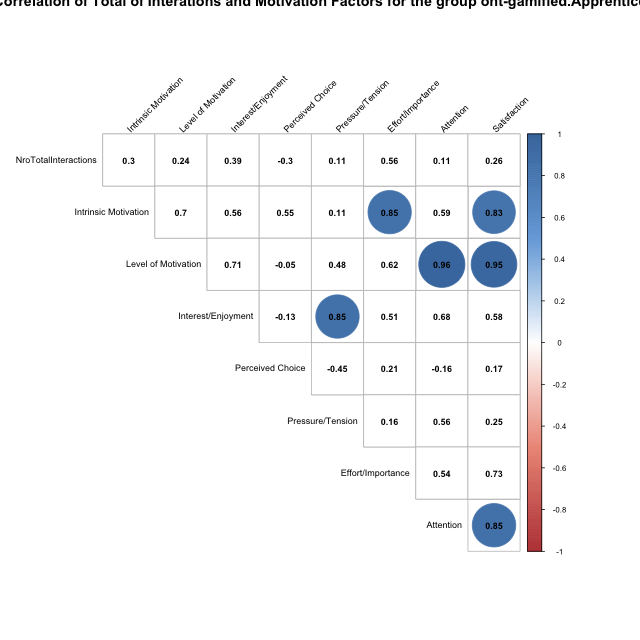 Correlation of Total of Interations and Motivation Factors for the group ont-gamified.Apprentice
Intrinsic Motivation
Level of Motivation
Interest/Enjoyment
Perceived Choice
Pressure/Tension
Effort/Importance
Attention
Satisfaction
NroTotalInteractions 0.3 0.24 0.39 -0.3 0.11 0.56 0.11 0.26
Intrinsic Motivation 0.7 0.56 0.55 0.11 0.85 0.59 0.83
Level of Motivation 0.71 -0.05 0.48 0.62 0.96 0.95
Interest/Enjoyment -0.13 0.85 0.51 0.68 0.58
Perceived Choice -0.45 0.21 -0.16 0.17
Pressure/Tension 0.16 0.56 0.25
Effort/Importance 0.54 0.73
Attention 0.85
1
0.8
0.6
0.4
0.2
0
-0.2
-0.4
-0.6
-0.8
-1